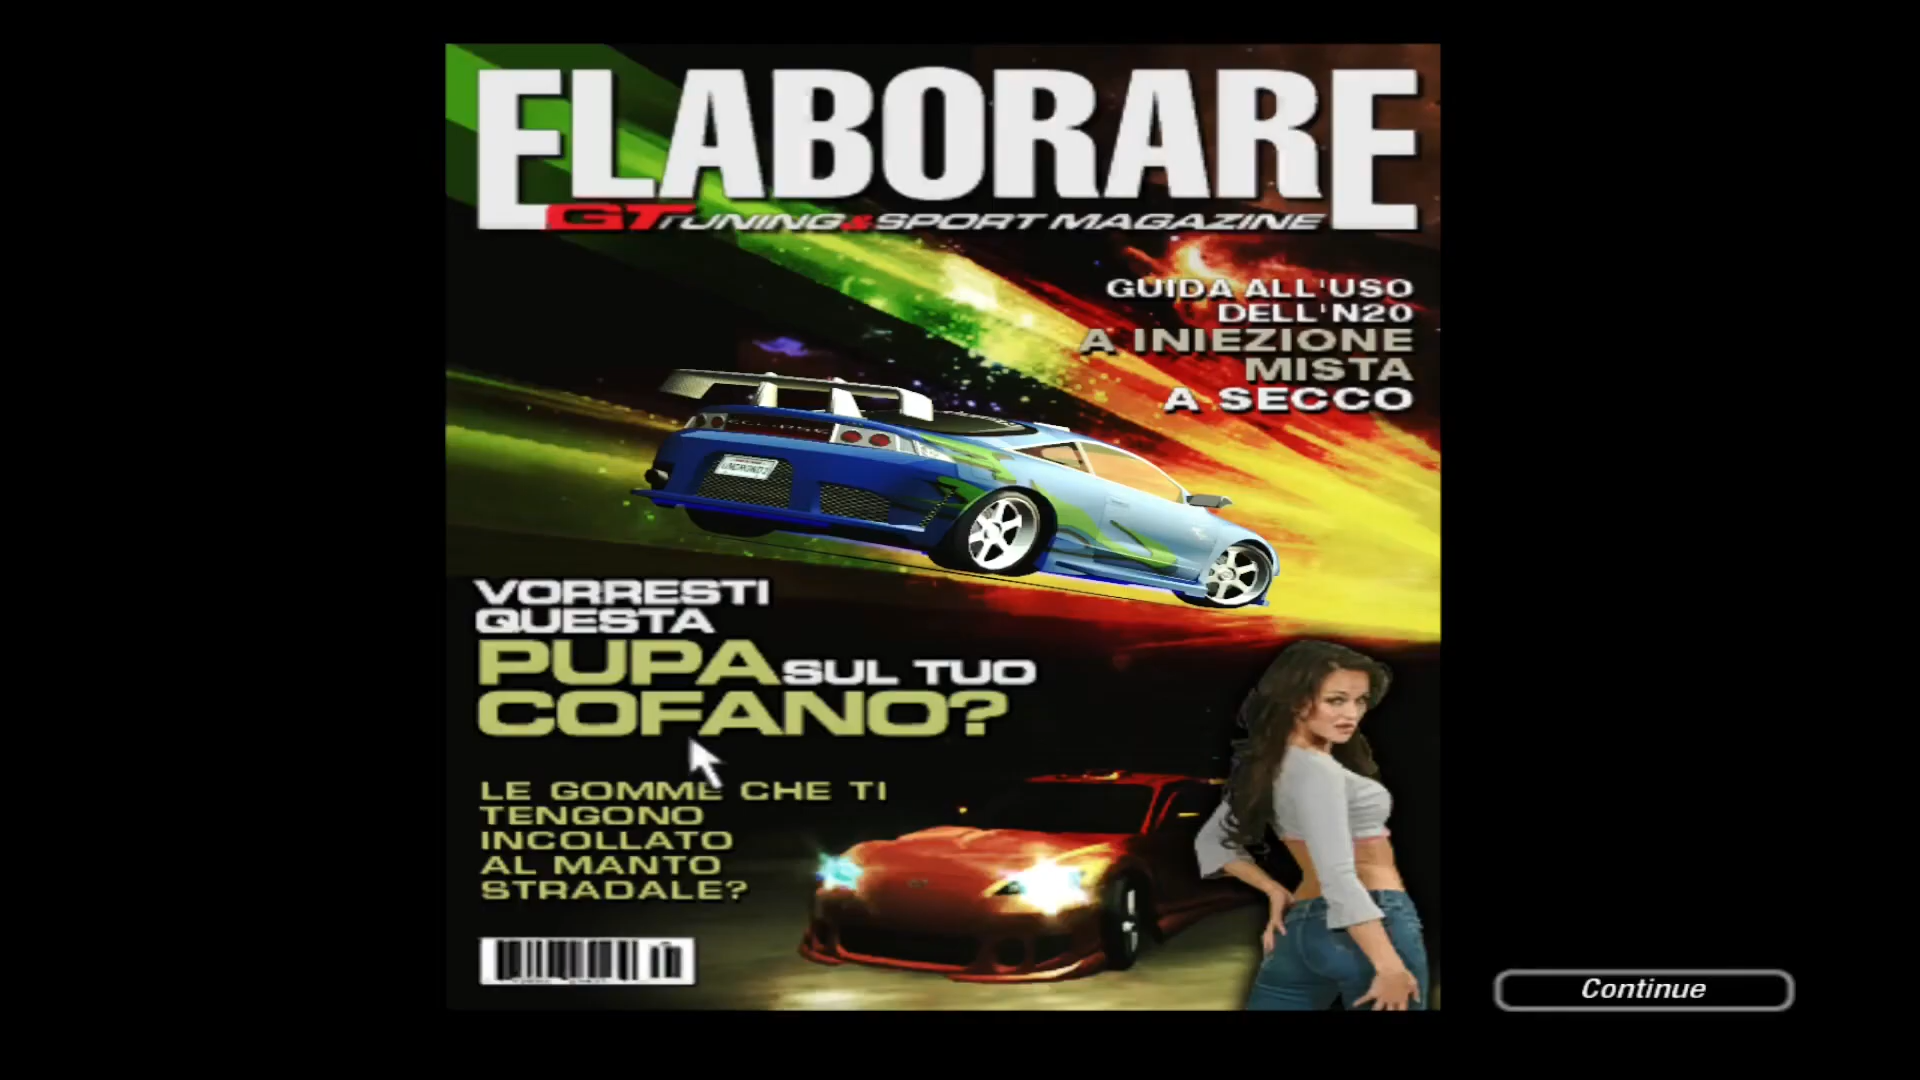 ELABORARE
GT TUNING & SPORT MAGAZINE
GUIDA ALL'USO
DELL'N20
A INIEZIONE
MISTA
A SECCO
ECLIPSE
VORRESTI
QUESTA
PUPA SUL TUO
COFANO?
LE GOMME CHE TI
TENGONO
INCOLLATO
AL MANTO
STRADALE?
Continue